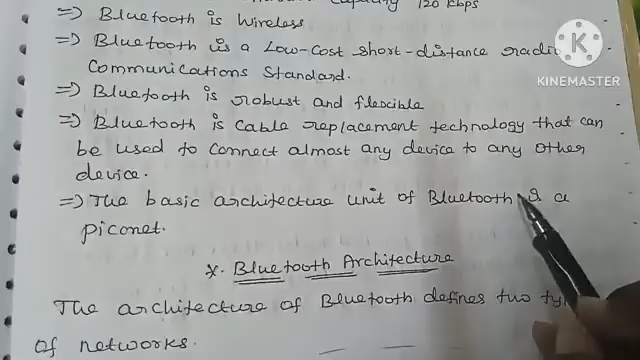 Capacity 720 Kbps
=> Bluetooth is Wireless
=> Bluetooth is a Low-Cost short-distance radio
Communications Standard.
=> Bluetooth is robust and flexible
=> Bluetooth is cable replacement technology that can
be used to connect almost any device to any other
device.
=> The basic architecture unit of Bluetooth is a
piconet.
*. Bluetooth Architecture
The architecture of Bluetooth defines two
of networks.
KINEMASTER